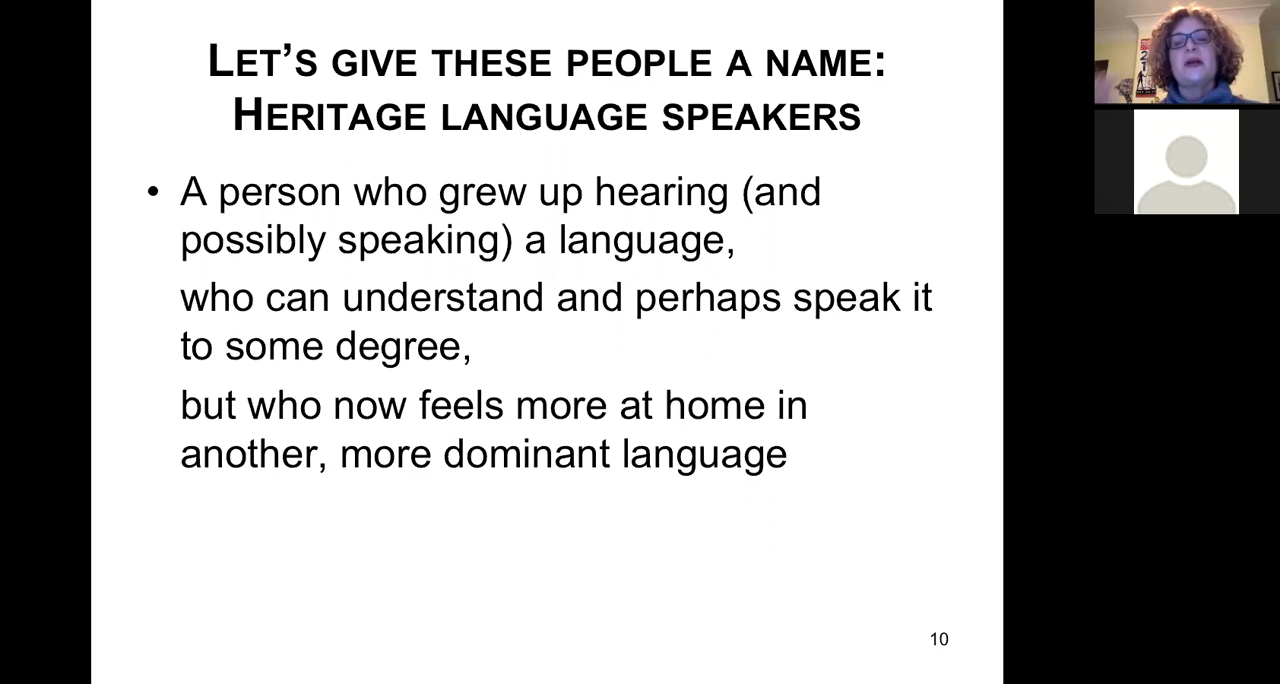 LET’S GIVE THESE PEOPLE A NAME:
HERITAGE LANGUAGE SPEAKERS
• A person who grew up hearing (and
possibly speaking) a language,
who can understand and perhaps speak it
to some degree,
but who now feels more at home in
another, more dominant language
10